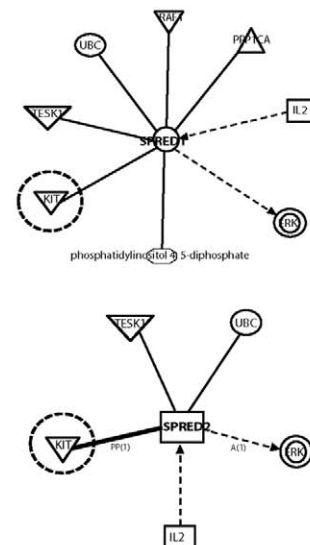 RAF1
UBC
PPP1CA
TESK1
IL2
SPRED1
KIT
ERK
phosphatidylinositol 4, 5-diphosphate
TESK1
UBC
KIT
SPRED2
PP(1)
A(1)
ERK
IL2